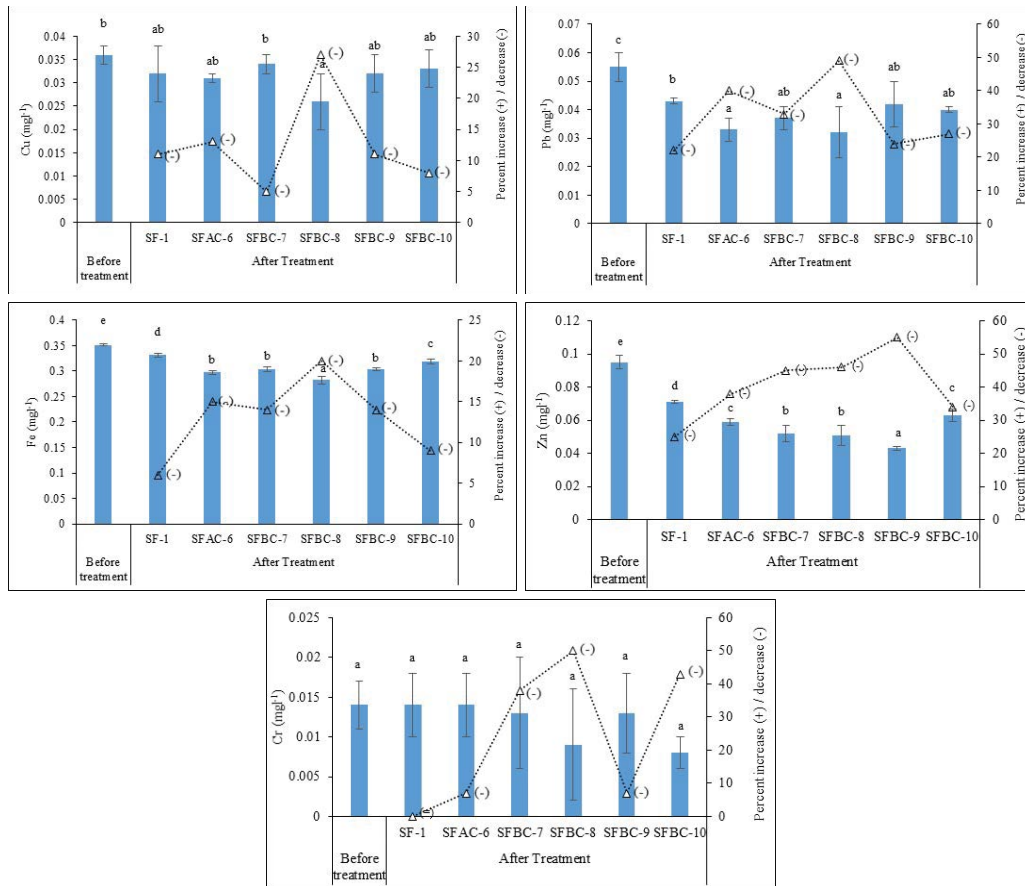 Cu (mgl-1)
0.04
0.035
0.03
0.025
0.02
0.015
0.01
0.005
0
b
ab
ab
b
a
ab
ab
(-)
(-)
(-)
(-)
(-)
(-)
30
25
20
15
10
5
0
Percent increase (+) / decrease (-)
SF-1 SFAC-6 SFBC-7 SFBC-8 SFBC-9 SFBC-10
Before
treatment
After Treatment
Pb (mgl-1)
0.07
0.06
0.05
0.04
0.03
0.02
0.01
0
c
b
a
ab
a
ab
ab
(-)
(-)
(-)
(-)
(-)
(-)
60
50
40
30
20
10
0
Percent increase (+) / decrease (-)
SF-1 SFAC-6 SFBC-7 SFBC-8 SFBC-9 SFBC-10
Before
treatment
After Treatment
Fe (mgl-1)
0.4
0.35
0.3
0.25
0.2
0.15
0.1
0.05
0
e
d
b
b
a
b
c
(-)
(-)
(-)
(-)
(-)
(-)
25
20
15
10
5
0
Percent increase (+) / decrease (-)
SF-1 SFAC-6 SFBC-7 SFBC-8 SFBC-9 SFBC-10
Before
treatment
After Treatment
Zn (mgl-1)
0.12
0.1
0.08
0.06
0.04
0.02
0
e
d
c
b
b
a
c
(-)
(-)
(-)
(-)
(-)
(-)
60
50
40
30
20
10
0
Percent increase (+) / decrease (-)
SF-1 SFAC-6 SFBC-7 SFBC-8 SFBC-9 SFBC-10
Before
treatment
After Treatment
Cr (mgl-1)
0.025
0.02
0.015
0.01
0.005
0
a
a
a
a
a
a
a
(=)
(-)
(-)
(-)
(-)
(-)
60
50
40
30
20
10
0
Percent increase (+) / decrease (-)
SF-1 SFAC-6 SFBC-7 SFBC-8 SFBC-9 SFBC-10
Before
treatment
After Treatment